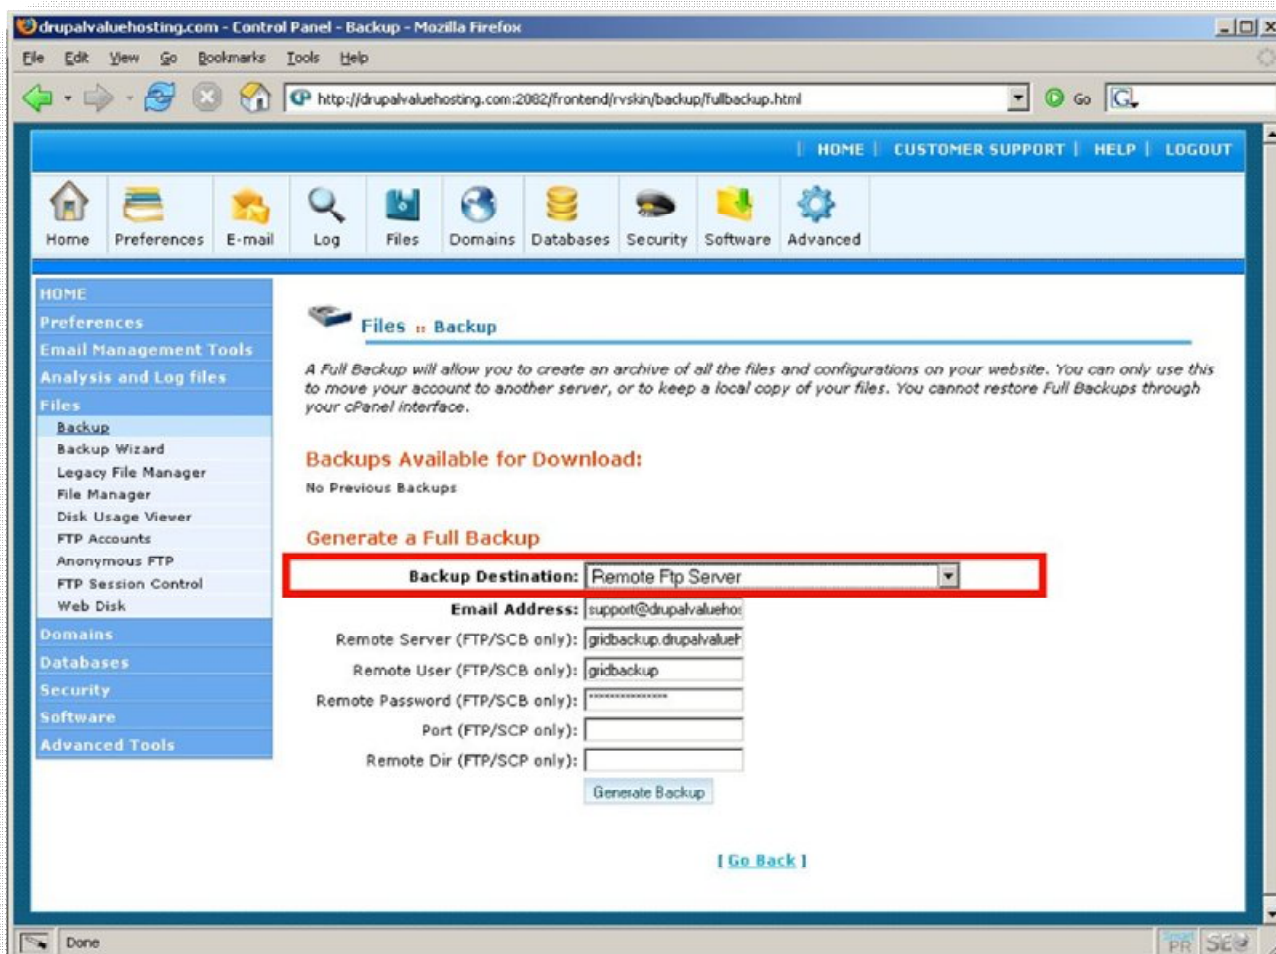 drupalvaluehosting.com - Control Panel - Backup - Mozilla Firefox
File Edit View Go Bookmarks Tools Help
http://drupalvaluehosting.com:2082/frontend/rvskin/backup/fullbackup.html Go
HOME | CUSTOMER SUPPORT | HELP | LOGOUT
Home Preferences E-mail Log Files Domains Databases Security Software Advanced
HOME
Preferences
Email Management Tools
Analysis and Log files
Files
Backup
Backup Wizard
Legacy File Manager
File Manager
Disk Usage Viewer
FTP Accounts
Anonymous FTP
FTP Session Control
Web Disk
Domains
Databases
Security
Software
Advanced Tools
Files :: Backup
A Full Backup will allow you to create an archive of all the files and configurations on your website. You can only use this
to move your account to another server, or to keep a local copy of your files. You cannot restore Full Backups through
your cPanel interface.
Backups Available for Download:
No Previous Backups
Generate a Full Backup
Backup Destination: Remote Ftp Server
Email Address: support@drupalvaluehos
Remote Server (FTP/SCB only): gridbackup.drupalvalueh
Remote User (FTP/SCB only): gridbackup
Remote Password (FTP/SCB only): ***************
Port (FTP/SCP only):
Remote Dir (FTP/SCP only):
Generate Backup
[ Go Back ]
Done
Smart PR SEO